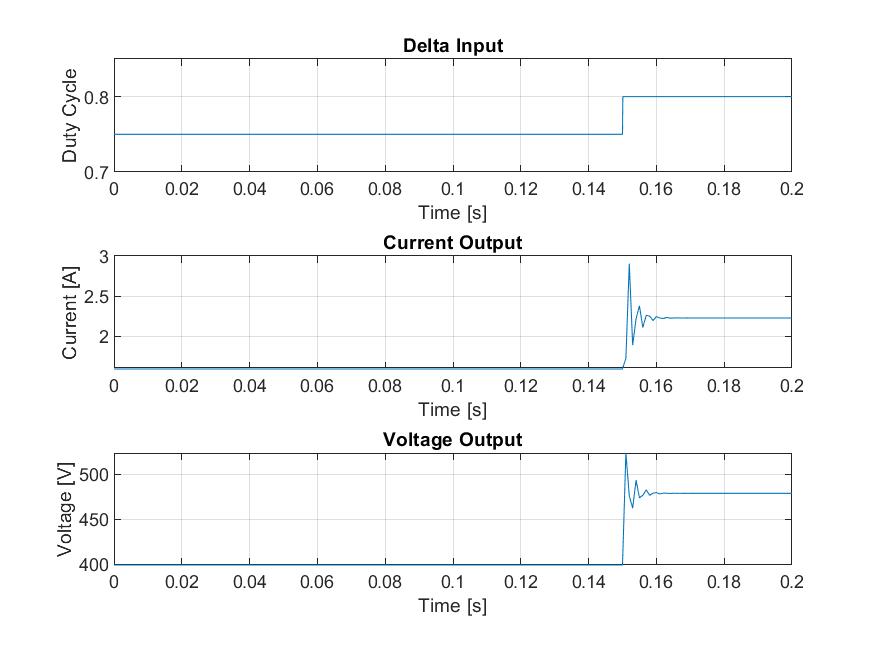 Delta Input
Duty Cycle
0.8
0.7
0 0.02 0.04 0.06 0.08 0.1 0.12 0.14 0.16 0.18 0.2
Time [s]
Current Output
Current [A]
3
2.5
2
0 0.02 0.04 0.06 0.08 0.1 0.12 0.14 0.16 0.18 0.2
Time [s]
Voltage Output
Voltage [V]
500
450
400
0 0.02 0.04 0.06 0.08 0.1 0.12 0.14 0.16 0.18 0.2
Time [s]